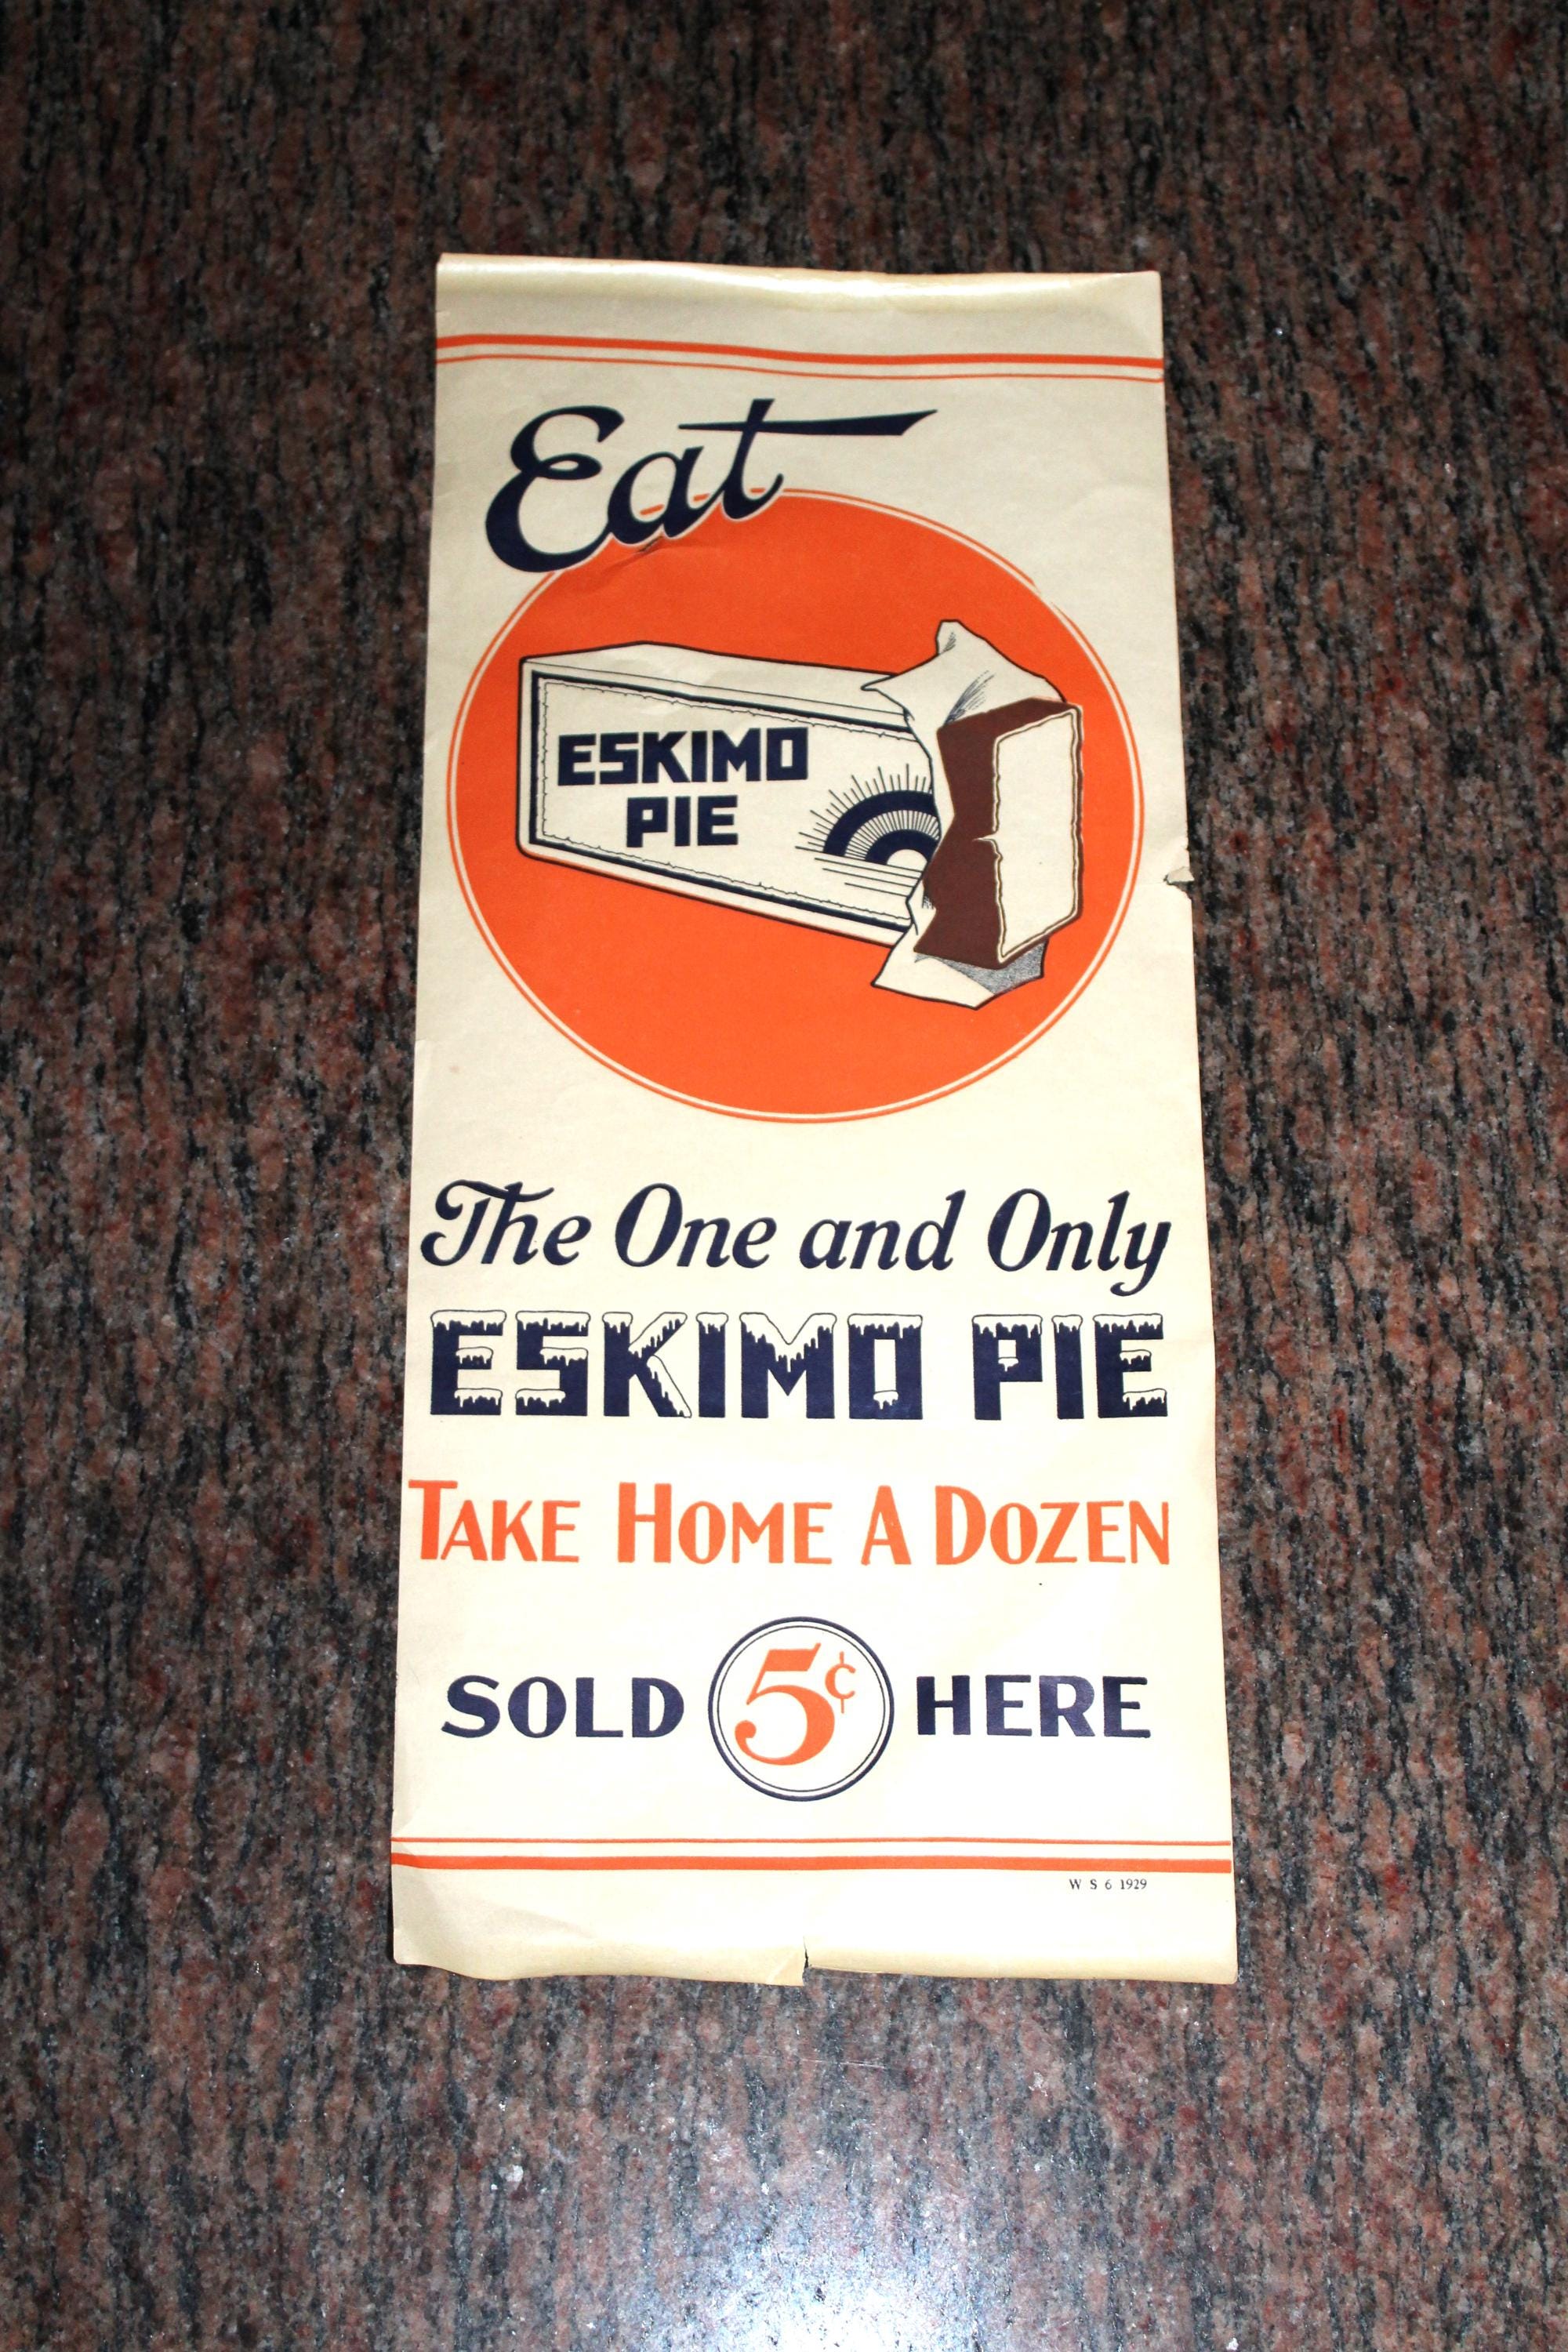 Eat
ESKIMO
PIE
The One and Only
ESKIMO PIE
TAKE HOME A DOZEN
SOLD 5¢ HERE
W S 6 1929